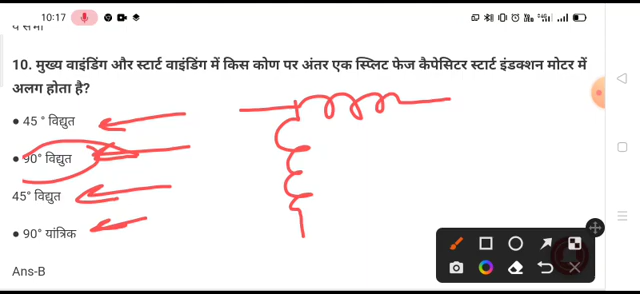 10:17
10. मुख्य वाइंडिंग और स्टार्ट वाइंडिंग में किस कोण पर अंतर एक स्प्लिट फेज कैपेसिटर स्टार्ट इंडक्शन मोटर में
अलग होता है?
• 45 ° विद्युत
• 90° विद्युत
45° विद्युत
• 90° यांत्रिक
Ans-B